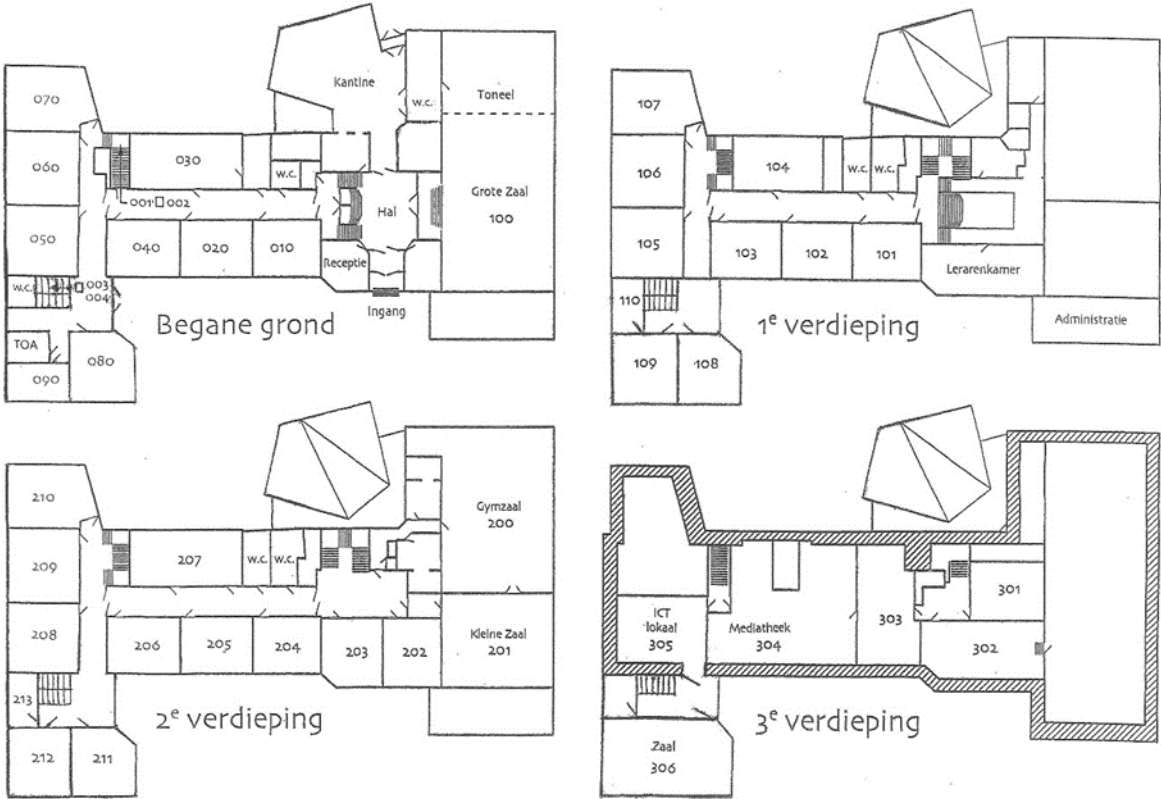 Kantine
070
w.c.
Toneel
060
030
w.c.
001 002
Hal
Grote Zaal
100
050
040
020
010
Receptie
w.c.
003
004
Ingang
Begane grond
TOA
080
090
107
106
104
w.c.
w.c.
105
103
102
101
Lerarenkamer
110
1e verdieping
Administratie
109
108
210
Gymzaal
200
209
207
w.c.
w.c.
208
206
205
204
203
202
Kleine Zaal
201
213
2e verdieping
212
211
ICT
lokaal
305
Mediatheek
304
303
301
302
3e verdieping
Zaal
306